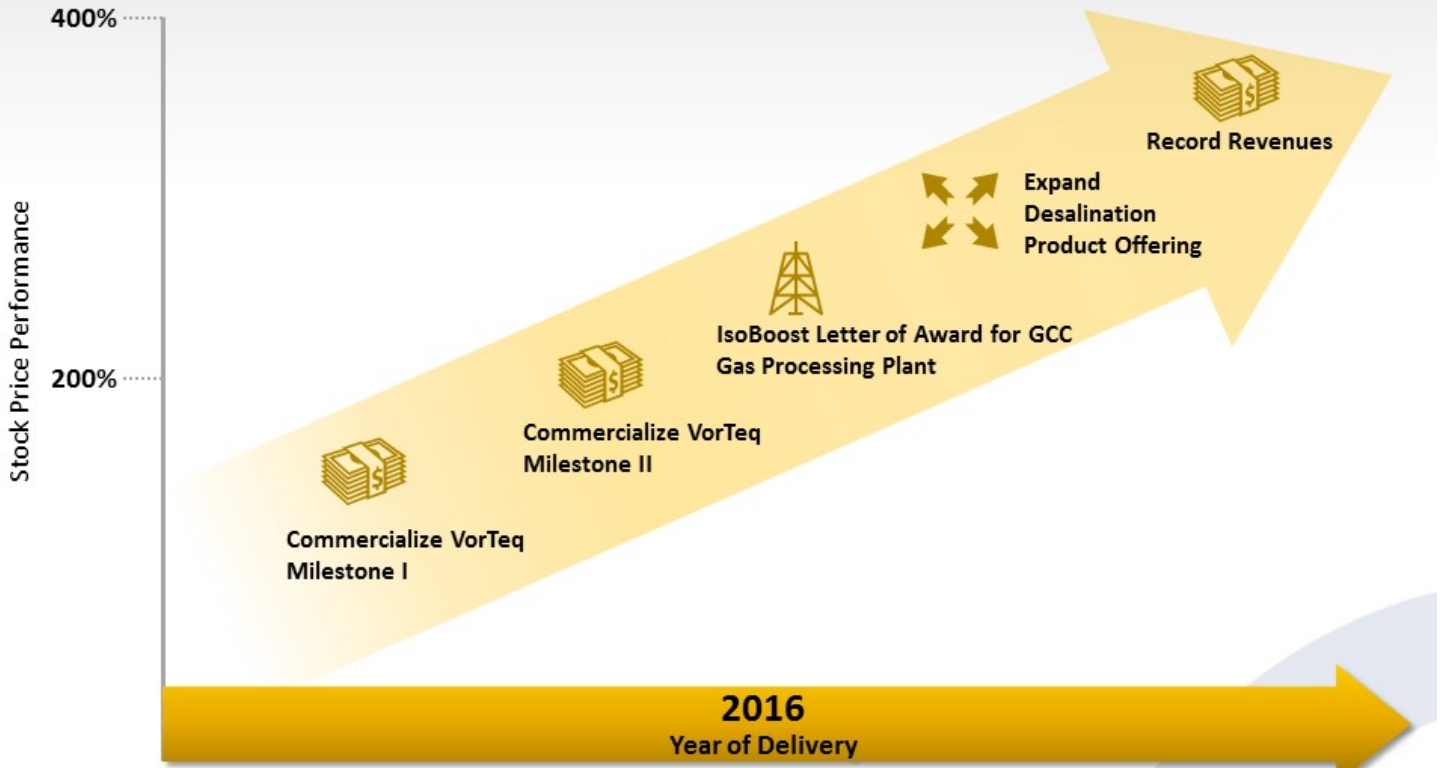 400%
Record Revenues
Expand
Desalination
Product Offering
IsoBoost Letter of Award for GCC
Gas Processing Plant
200%
Commercialize VorTeq
Milestone II
Commercialize VorTeq
Milestone I
Stock Price Performance
2016
Year of Delivery